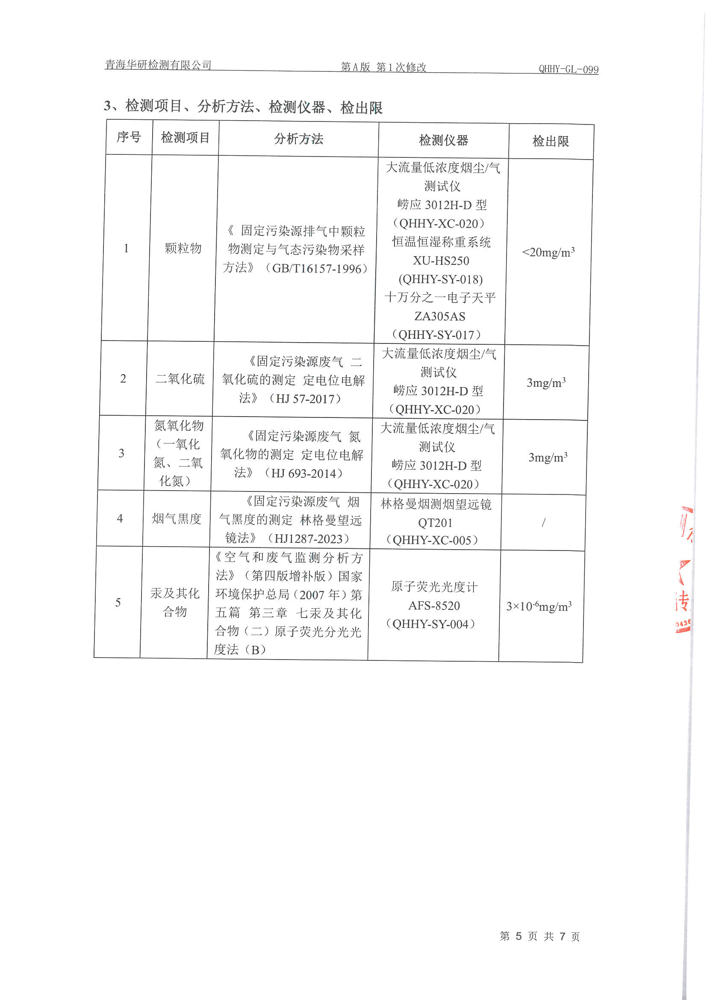 青海华研检测有限公司 第A版 第1次修改 QHHY-GL-099
3、检测项目、分析方法、检测仪器、检出限
序号 检测项目 分析方法 检测仪器 检出限
1
颗粒物
《 固定污染源排气中颗粒
物测定与气态污染物采样
方法》（GB/T16157-1996）
大流量低浓度烟尘/气
测试仪
崂应 3012H-D 型
（QHHY-XC-020）
恒温恒湿称重系统
XU-HS250
(QHHY-SY-018)
十万分之一电子天平
ZA305AS
（QHHY-SY-017）
<20mg/m³
2
二氧化硫
《固定污染源废气 二
氧化硫的测定 定电位电解
法》（HJ 57-2017）
大流量低浓度烟尘/气
测试仪
崂应 3012H-D 型
（QHHY-XC-020）
3mg/m³
3
氮氧化物
（一氧化
氮、二氧
化氮）
《固定污染源废气 氮
氧化物的测定 定电位电解
法》（HJ 693-2014）
大流量低浓度烟尘/气
测试仪
崂应 3012H-D 型
（QHHY-XC-020）
3mg/m³
4
烟气黑度
《固定污染源废气 烟
气黑度的测定 林格曼望远
镜法》（HJ1287-2023）
林格曼烟测烟望远镜
QT201
（QHHY-XC-005）
/
5
汞及其化
合物
《空气和废气监测分析方
法》（第四版增补版）国家
环境保护总局（2007 年）第
五篇 第三章 七汞及其化
合物（二）原子荧光分光光
度法（B）
原子荧光光度计
AFS-8520
（QHHY-SY-004）
3×10⁻⁶mg/m³
0436
第 5 页 共 7 页